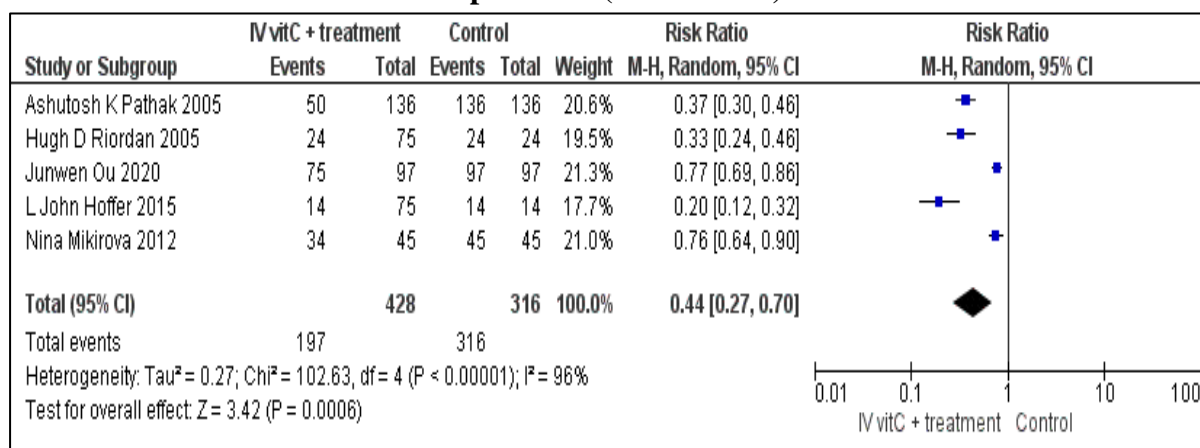 IV vitC + treatment Control Risk Ratio Risk Ratio
Study or Subgroup Events Total Events Total Weight M-H, Random, 95% CI M-H, Random, 95% CI
Ashutosh K Pathak 2005 50 136 136 136 20.6% 0.37 [0.30, 0.46]
Hugh D Riordan 2005 24 75 24 24 19.5% 0.33 [0.24, 0.46]
Junwen Ou 2020 75 97 97 97 21.3% 0.77 [0.69, 0.86]
L John Hoffer 2015 14 75 14 14 17.7% 0.20 [0.12, 0.32]
Nina Mikirova 2012 34 45 45 45 21.0% 0.76 [0.64, 0.90]
Total (95% CI) 428 316 100.0% 0.44 [0.27, 0.70]
Total events 197 316
Heterogeneity: Tau² = 0.27; Chi² = 102.63, df = 4 (P < 0.00001); I² = 96%
Test for overall effect: Z = 3.42 (P = 0.0006)
0.01 0.1 1 10 100
IV vitC + treatment Control